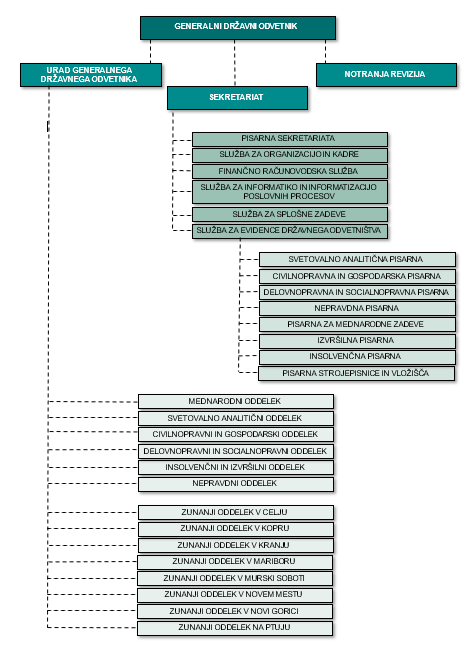 GENERALNI DRŽAVNI ODVETNIK
URAD GENERALNEGA
DRŽAVNEGA ODVETNIKA
NOTRANJA REVIZIJA
SEKRETARIAT
PISARNA SEKRETARIATA
SLUŽBA ZA ORGANIZACIJO IN KADRE
FINANČNO RAČUNOVODSKA SLUŽBA
SLUŽBA ZA INFORMATIKO IN INFORMATIZACIJO
POSLOVNIH PROCESOV
SLUŽBA ZA SPLOŠNE ZADEVE
SLUŽBA ZA EVIDENCE DRŽAVNEGA ODVETNIŠTVA
SVETOVALNO ANALITIČNA PISARNA
CIVILNOPRAVNA IN GOSPODARSKA PISARNA
DELOVNOPRAVNA IN SOCIALNOPRAVNA PISARNA
NEPRAVDNA PISARNA
PISARNA ZA MEDNARODNE ZADEVE
IZVRŠILNA PISARNA
INSOLVENČNA PISARNA
PISARNA STROJEPISNICE IN VLOŽIŠČA
MEDNARODNI ODDELEK
SVETOVALNO ANALITIČNI ODDELEK
CIVILNOPRAVNI IN GOSPODARSKI ODDELEK
DELOVNOPRAVNI IN SOCIALNOPRAVNI ODDELEK
INSOLVENČNI IN IZVRŠILNI ODDELEK
NEPRAVDNI ODDELEK
ZUNANJI ODDELEK V CELJU
ZUNANJI ODDELEK V KOPRU
ZUNANJI ODDELEK V KRANJU
ZUNANJI ODDELEK V MARIBORU
ZUNANJI ODDELEK V MURSKI SOBOTI
ZUNANJI ODDELEK V NOVEM MESTU
ZUNANJI ODDELEK V NOVI GORICI
ZUNANJI ODDELEK NA PTUJU